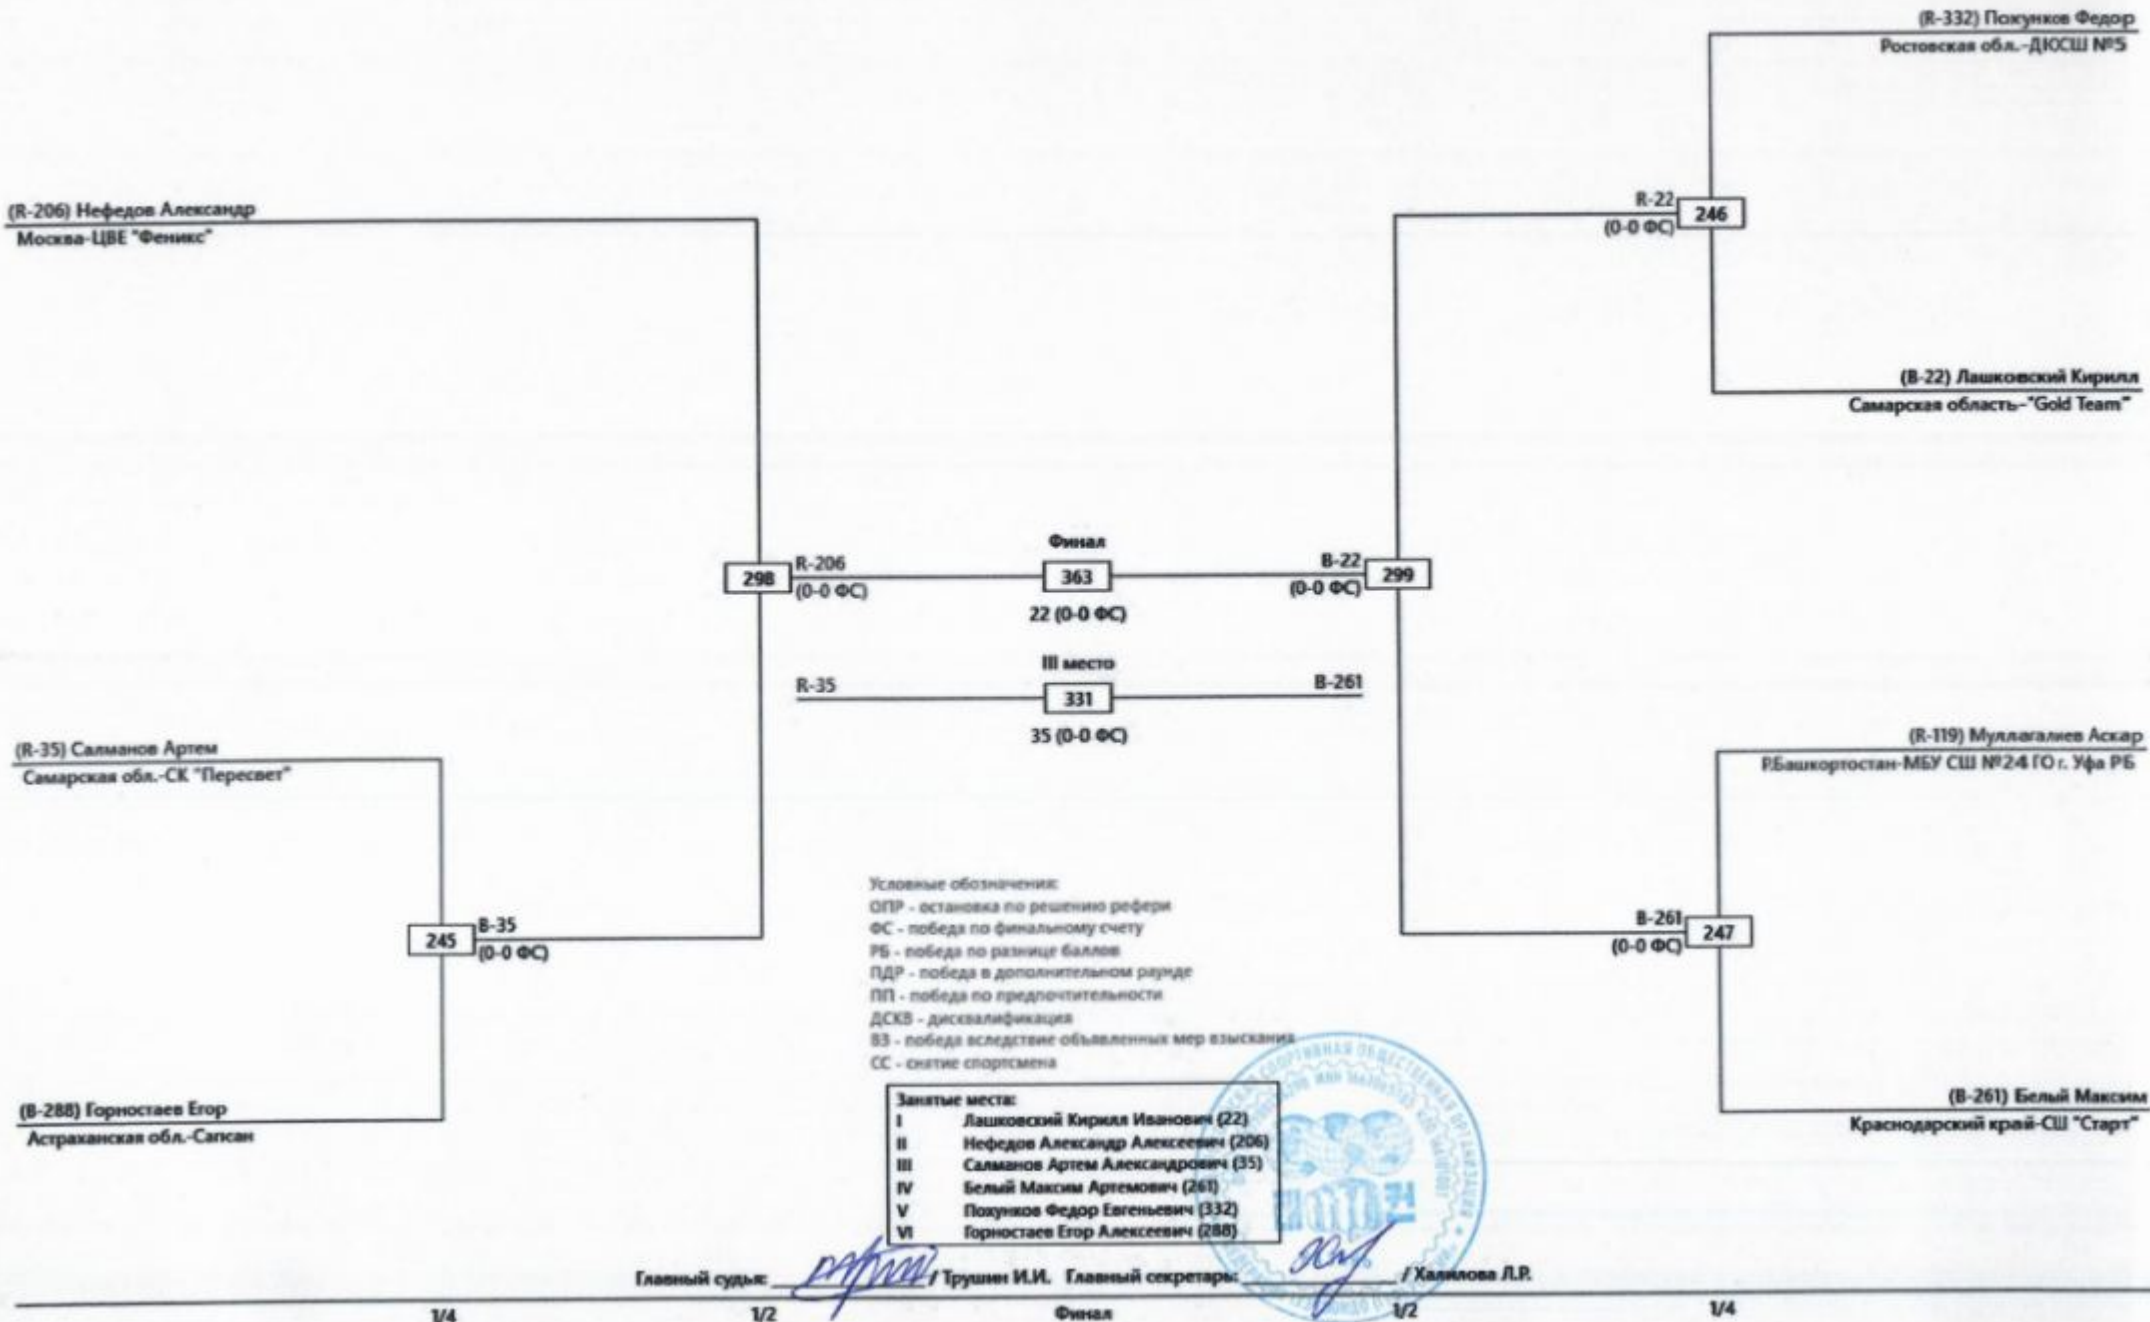 (R-332) Похунков Федор
Ростовская обл.-ДЮСШ №5
(R-206) Нефедов Александр
Москва-ЦВЕ "Феникс"
R-22
246
(0-0 ФС)
(B-22) Лашковский Кирилл
Самарская область-"Gold Team"
Финал
298
R-206
(0-0 ФС)
363
B-22
(0-0 ФС)
299
22 (0-0 ФС)
III место
R-35
331
B-261
35 (0-0 ФС)
(R-35) Салманов Артем
Самарская обл.-СК "Пересвет"
(R-119) Муллагалиев Аскар
Р.Башкортостан-МБУ СШ №24 ГО г. Уфа РБ
245
B-35
(0-0 ФС)
B-261
(0-0 ФС)
247
Условные обозначения:
ОПР - остановка по решению рефери
ФС - победа по финальному счету
РБ - победа по разнице баллов
ПДР - победа в дополнительном раунде
ПП - победа по предпочтительности
ДСКВ - дисквалификация
ВЗ - победа вследствие объявленных мер взыскания
СС - снятие спортсмена
(B-288) Горностаев Егор
Астраханская обл.-Сапсан
(B-261) Белый Максим
Краснодарский край-СШ "Старт"
Занятые места:
I Лашковский Кирилл Иванович (22)
II Нефедов Александр Алексеевич (206)
III Салманов Артем Александрович (35)
IV Белый Максим Артемович (261)
V Похунков Федор Евгеньевич (332)
VI Горностаев Егор Алексеевич (288)
Главный судья: / Трушин И.И. Главный секретарь: / Халилова Л.Р.
1/4 1/2 Финал 1/2 1/4